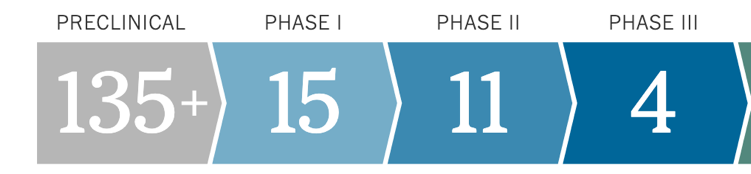 PRECLINICAL PHASE I PHASE II PHASE III
135+ 15 11 4